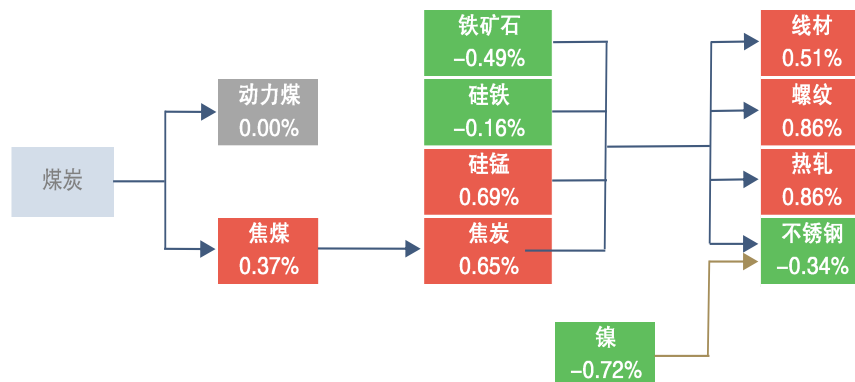 煤炭
动力煤
0.00%
焦煤
0.37%
铁矿石
-0.49%
硅铁
-0.16%
硅锰
0.69%
焦炭
0.65%
镍
-0.72%
线材
0.51%
螺纹
0.86%
热轧
0.86%
不锈钢
-0.34%